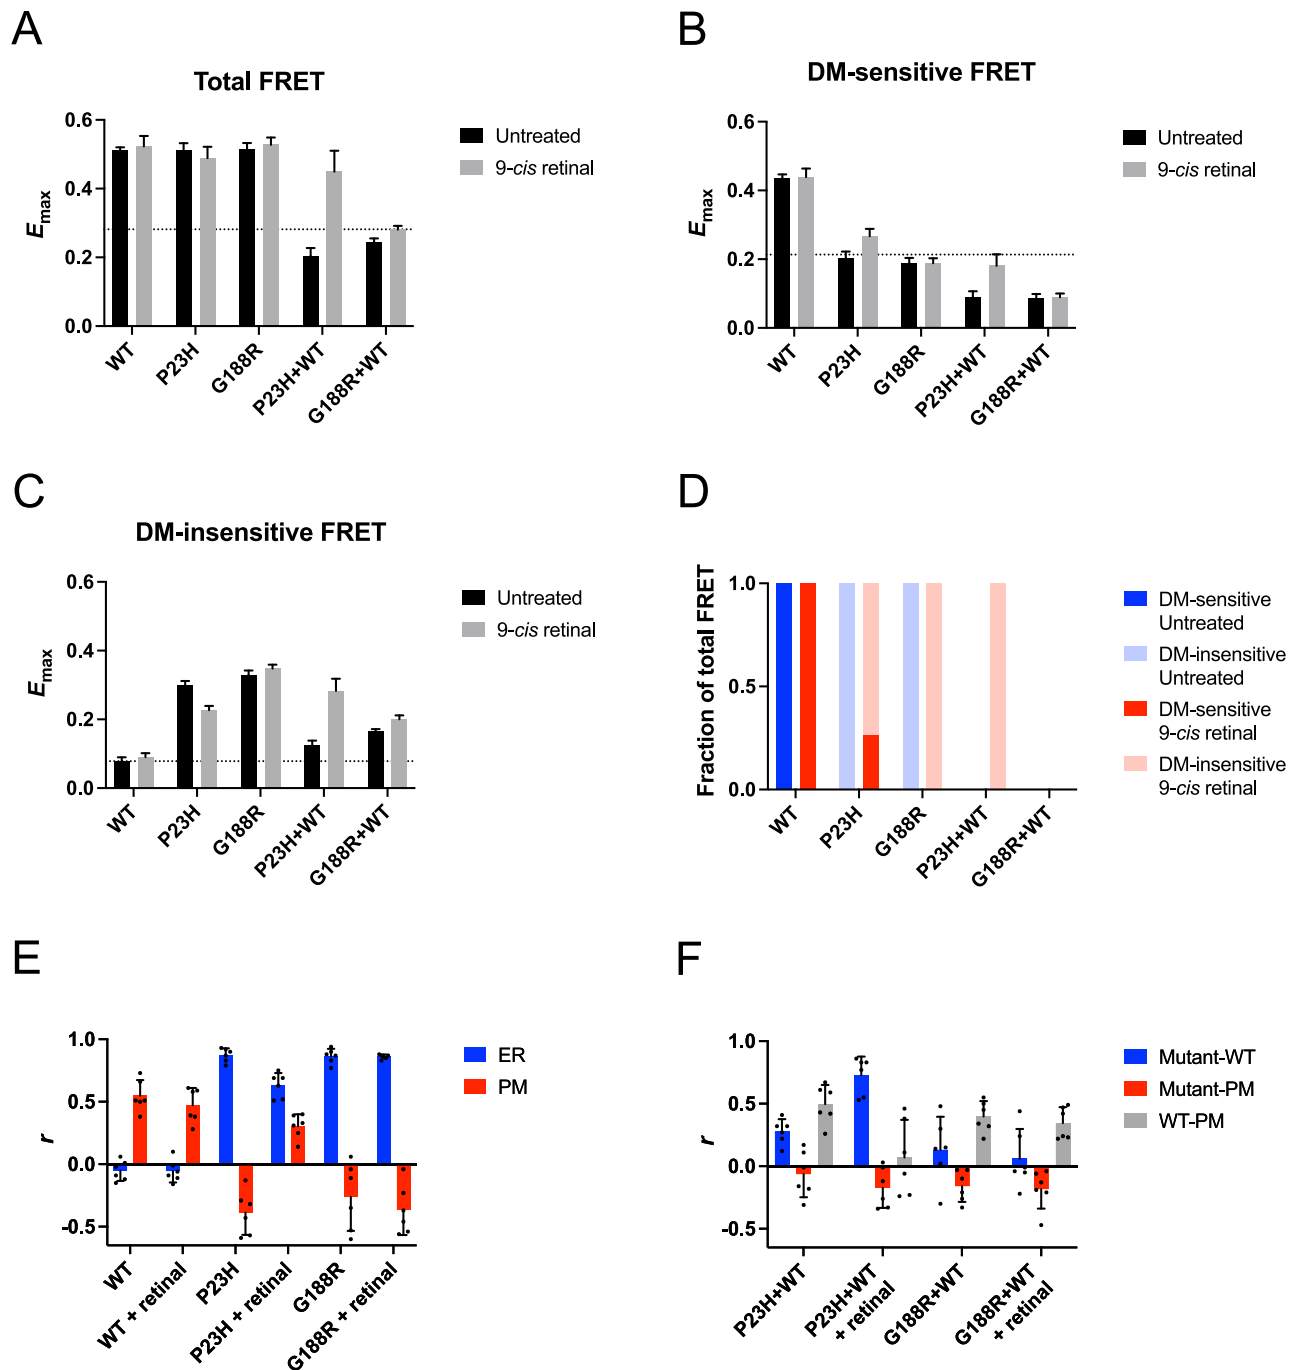 A
Total FRET
0.6
0.4
0.2
0.0
Emax
WT
P23H
G188R
P23H+WT
G188R+WT
Untreated
9-cis retinal
B
DM-sensitive FRET
0.6
0.4
0.2
0.0
Emax
WT
P23H
G188R
P23H+WT
G188R+WT
Untreated
9-cis retinal
C
DM-insensitive FRET
0.6
0.4
0.2
0.0
Emax
WT
P23H
G188R
P23H+WT
G188R+WT
Untreated
9-cis retinal
D
1.0
0.5
0.0
Fraction of total FRET
WT
P23H
G188R
P23H+WT
G188R+WT
DM-sensitive
Untreated
DM-insensitive
Untreated
DM-sensitive
9-cis retinal
DM-insensitive
9-cis retinal
E
1.0
0.5
0.0
-0.5
r
WT
WT + retinal
P23H
P23H + retinal
G188R
G188R + retinal
ER
PM
F
1.0
0.5
0.0
-0.5
r
P23H+WT
P23H+WT
+ retinal
G188R+WT
G188R+WT
+ retinal
Mutant-WT
Mutant-PM
WT-PM